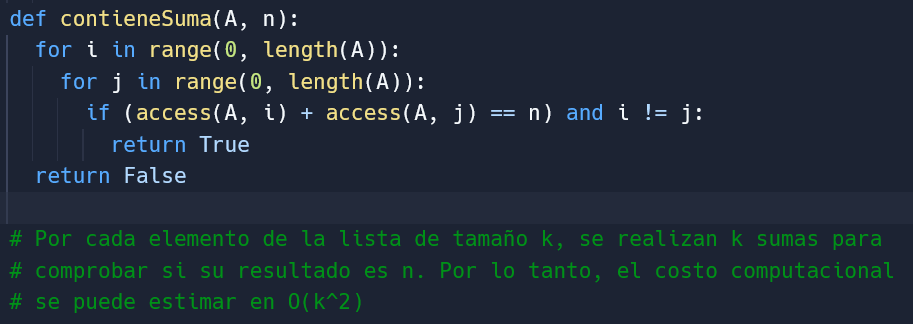 def contieneSuma(A, n):
  for i in range(0, length(A)):
    for j in range(0, length(A)):
      if (access(A, i) + access(A, j) == n) and i != j:
        return True
  return False
# Por cada elemento de la lista de tamaño k, se realizan k sumas para
# comprobar si su resultado es n. Por lo tanto, el costo computacional
# se puede estimar en O(k^2)